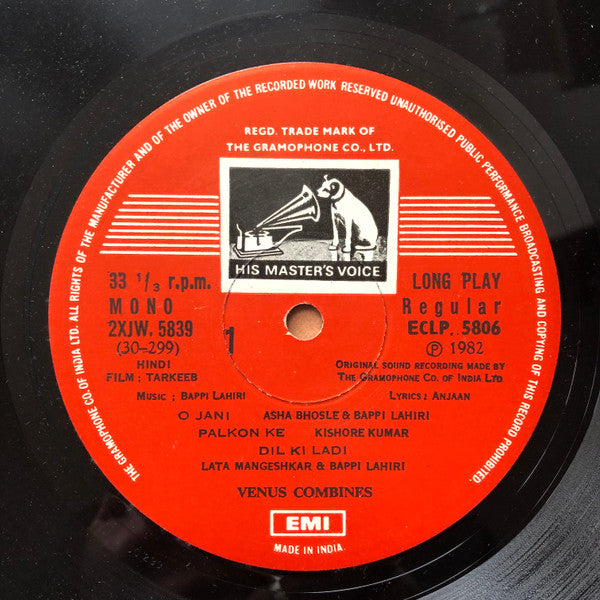 THE GRAMOPHONE CO. OF INDIA LTD. ALL RIGHTS OF THE MANUFACTURER AND OF THE OWNER OF THE RECORDED WORK RESERVED UNAUTHORISED PUBLIC PERFORMANCE BROADCASTING AND COPYING OF THIS RECORD PROHIBITED.
REGD. TRADE MARK OF
THE GRAMOPHONE CO., LTD.
HIS MASTER'S VOICE
33 1/3 r.p.m.
MONO
2XJW. 5839
(30-299)
1
LONG PLAY
Regular
ECLP. 5806
Ⓟ 1982
HINDI
FILM : TARKEEB
ORIGINAL SOUND RECORDING MADE BY
THE GRAMOPHONE CO. OF INDIA LTD
MUSIC : BAPPI LAHIRI LYRICS : ANJAAN
O JANI ASHA BHOSLE & BAPPI LAHIRI
PALKON KE KISHORE KUMAR
DIL KI LADI
LATA MANGESHKAR & BAPPI LAHIRI
VENUS COMBINES
EMI
MADE IN INDIA.